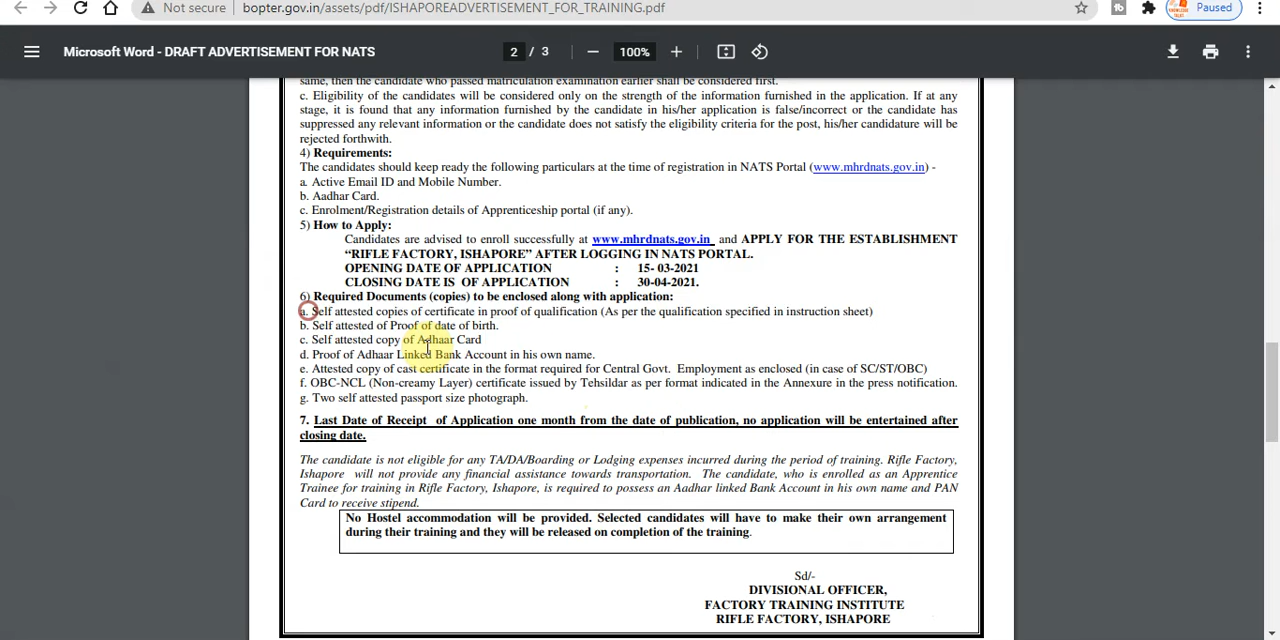 Not secure
bopter.gov.in/assets/pdf/ISHAPOREADVERTISEMENT_FOR_TRAINING.pdf
Paused
Microsoft Word - DRAFT ADVERTISEMENT FOR NATS
2 / 3
100%
same, then the candidate who passed matriculation examination earlier shall be considered first.
c. Eligibility of the candidates will be considered only on the strength of the information furnished in the application. If at any
stage, it is found that any information furnished by the candidate in his/her application is false/incorrect or the candidate has
suppressed any relevant information or the candidate does not satisfy the eligibility criteria for the post, his/her candidature will be
rejected forthwith.
4) Requirements:
The candidates should keep ready the following particulars at the time of registration in NATS Portal (www.mhrdnats.gov.in) -
a. Active Email ID and Mobile Number.
b. Aadhar Card.
c. Enrolment/Registration details of Apprenticeship portal (if any).
5) How to Apply:
Candidates are advised to enroll successfully at www.mhrdnats.gov.in and APPLY FOR THE ESTABLISHMENT
“RIFLE FACTORY, ISHAPORE” AFTER LOGGING IN NATS PORTAL.
OPENING DATE OF APPLICATION : 15- 03-2021
CLOSING DATE IS OF APPLICATION : 30-04-2021.
6) Required Documents (copies) to be enclosed along with application:
a. Self attested copies of certificate in proof of qualification (As per the qualification specified in instruction sheet)
b. Self attested of Proof of date of birth.
c. Self attested copy of Adhaar Card
d. Proof of Adhaar Linked Bank Account in his own name.
e. Attested copy of cast certificate in the format required for Central Govt. Employment as enclosed (in case of SC/ST/OBC)
f. OBC-NCL (Non-creamy Layer) certificate issued by Tehsildar as per format indicated in the Annexure in the press notification.
g. Two self attested passport size photograph.
7. Last Date of Receipt of Application one month from the date of publication, no application will be entertained after
closing date.
The candidate is not eligible for any TA/DA/Boarding or Lodging expenses incurred during the period of training. Rifle Factory,
Ishapore will not provide any financial assistance towards transportation. The candidate, who is enrolled as an Apprentice
Trainee for training in Rifle Factory, Ishapore, is required to possess an Aadhar linked Bank Account in his own name and PAN
Card to receive stipend.
No Hostel accommodation will be provided. Selected candidates will have to make their own arrangement
during their training and they will be released on completion of the training.
Sd/-
DIVISIONAL OFFICER,
FACTORY TRAINING INSTITUTE
RIFLE FACTORY, ISHAPORE